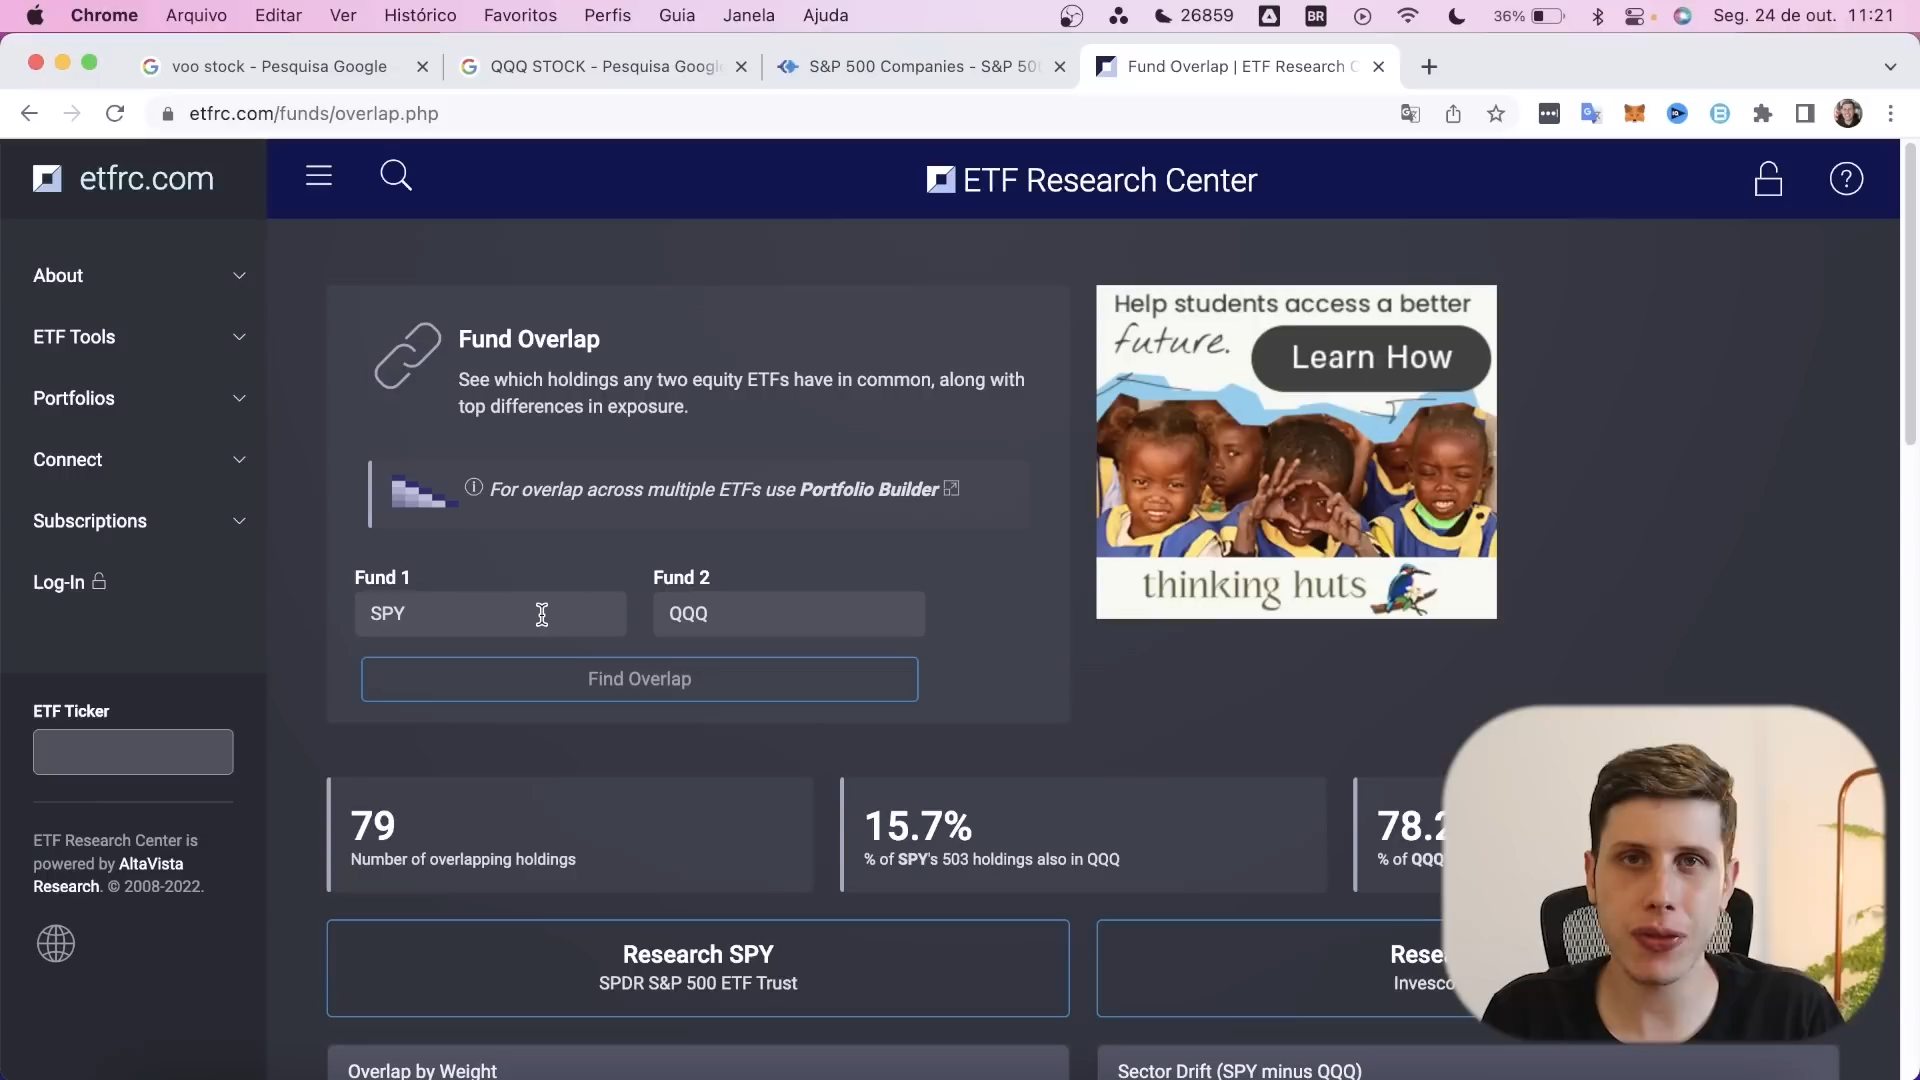 Chrome Arquivo Editar Ver Histórico Favoritos Perfis Guia Janela Ajuda 26859 BR 36% Seg. 24 de out. 11:21
voo stock - Pesquisa Google
QQQ STOCK - Pesquisa Googl
S&P 500 Companies - S&P 50
Fund Overlap | ETF Research C
etfrc.com/funds/overlap.php
etfrc.com
ETF Research Center
About
ETF Tools
Portfolios
Connect
Subscriptions
Log-In
ETF Ticker
ETF Research Center is
powered by AltaVista
Research. © 2008-2022.
Fund Overlap
See which holdings any two equity ETFs have in common, along with
top differences in exposure.
For overlap across multiple ETFs use Portfolio Builder
Fund 1
SPY
Fund 2
QQQ
Find Overlap
Help students access a better
future.
Learn How
thinking huts
79
Number of overlapping holdings
15.7%
% of SPY's 503 holdings also in QQQ
78.2
% of QQQ
Research SPY
SPDR S&P 500 ETF Trust
Rese
Invesco
Overlap by Weight
Sector Drift (SPY minus QQQ)